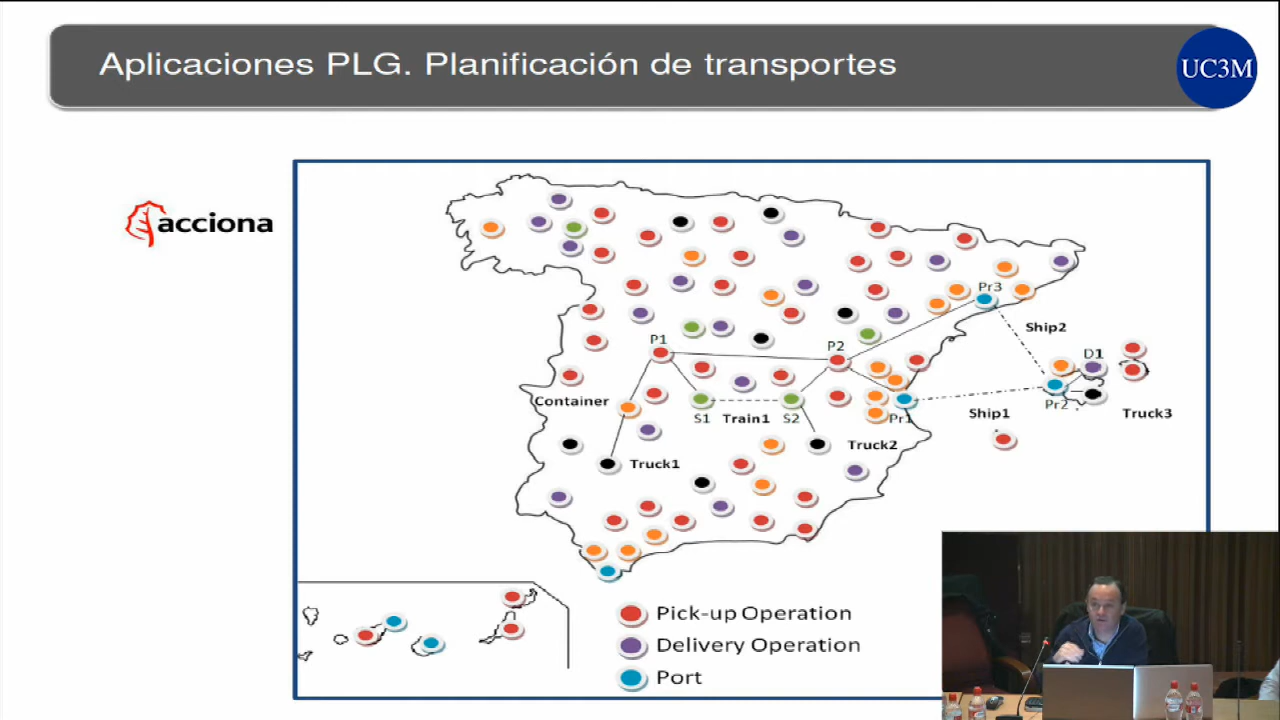 Aplicaciones PLG. Planificación de transportes
UC3M
acciona
Pr3
Ship2
P1
P2
D1
Container
S1
Train1
S2
Pr1
Ship1
Pr2
Truck3
Truck1
Truck2
Pick-up Operation
Delivery Operation
Port